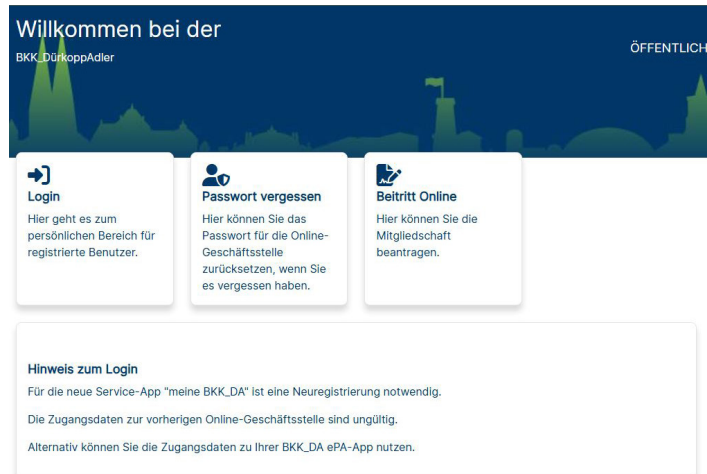 Willkommen bei der
BKK_DürkoppAdler
ÖFFENTLICH
Login
Hier geht es zum
persönlichen Bereich für
registrierte Benutzer.
Passwort vergessen
Hier können Sie das
Passwort für die Online-
Geschäftsstelle
zurücksetzen, wenn Sie
es vergessen haben.
Beitritt Online
Hier können Sie die
Mitgliedschaft
beantragen.
Hinweis zum Login
Für die neue Service-App "meine BKK_DA" ist eine Neuregistrierung notwendig.
Die Zugangsdaten zur vorherigen Online-Geschäftsstelle sind ungültig.
Alternativ können Sie die Zugangsdaten zu Ihrer BKK_DA ePA-App nutzen.